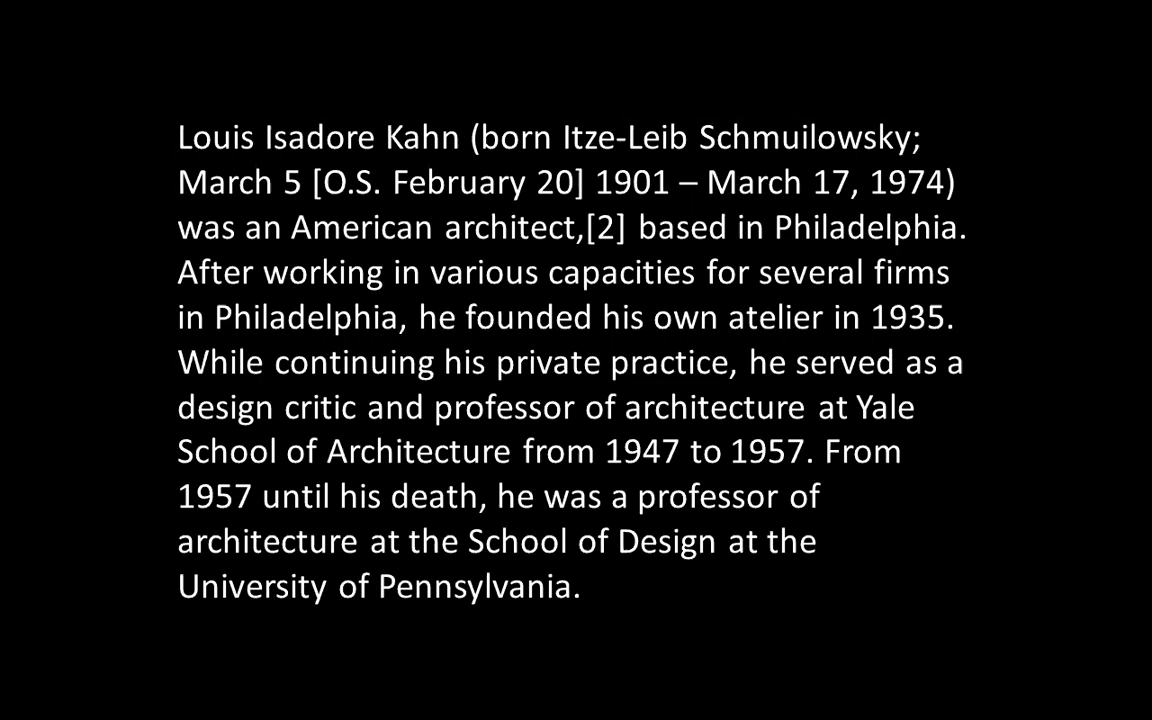 Louis Isadore Kahn (born Itze-Leib Schmuilowsky;
March 5 [O.S. February 20] 1901 – March 17, 1974)
was an American architect,[2] based in Philadelphia.
After working in various capacities for several firms
in Philadelphia, he founded his own atelier in 1935.
While continuing his private practice, he served as a
design critic and professor of architecture at Yale
School of Architecture from 1947 to 1957. From
1957 until his death, he was a professor of
architecture at the School of Design at the
University of Pennsylvania.